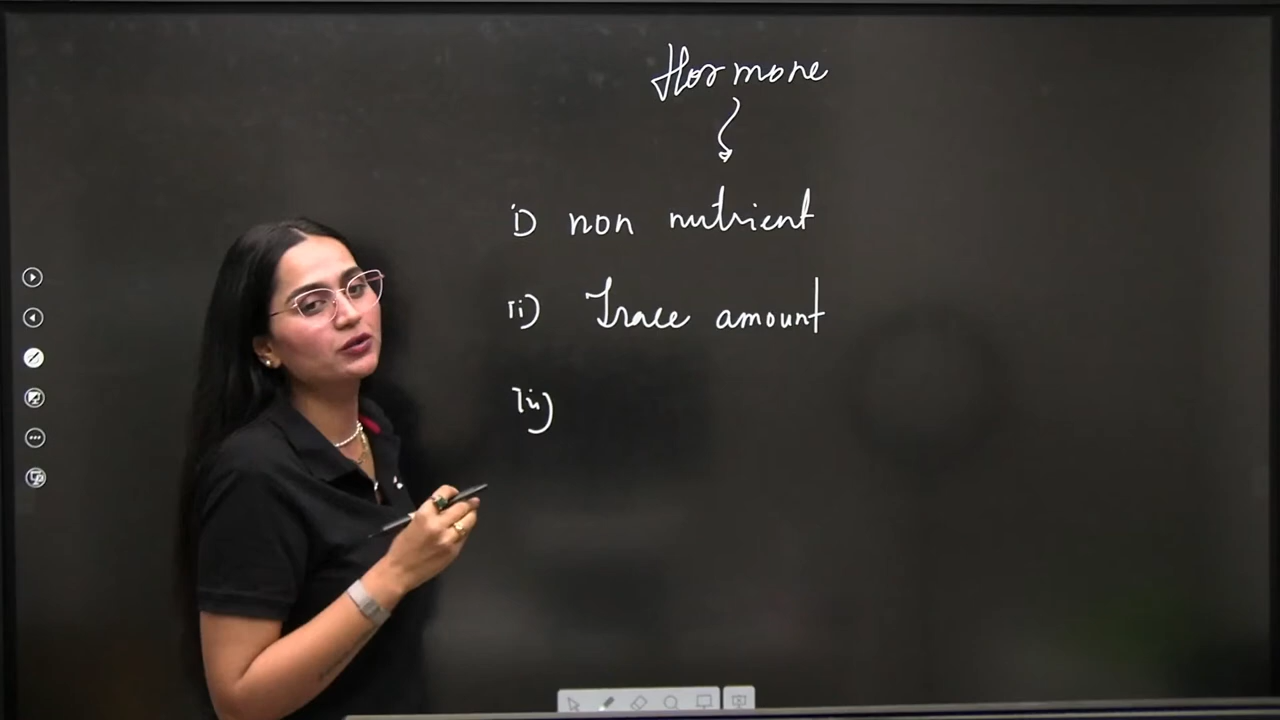 Hormone
i) non nutrient
ii) Trace amount
iii)